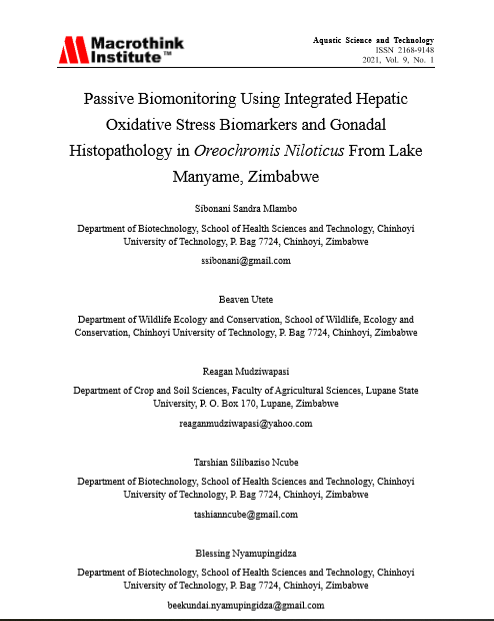 Macrothink
Institute™
Aquatic Science and Technology
ISSN 2168-9148
2021, Vol. 9, No. 1
Passive Biomonitoring Using Integrated Hepatic
Oxidative Stress Biomarkers and Gonadal
Histopathology in Oreochromis Niloticus From Lake
Manyame, Zimbabwe
Sibonani Sandra Mlambo
Department of Biotechnology, School of Health Sciences and Technology, Chinhoyi
University of Technology, P. Bag 7724, Chinhoyi, Zimbabwe
ssibonani@gmail.com
Beaven Utete
Department of Wildlife Ecology and Conservation, School of Wildlife, Ecology and
Conservation, Chinhoyi University of Technology, P. Bag 7724, Chinhoyi, Zimbabwe
Reagan Mudziwapasi
Department of Crop and Soil Sciences, Faculty of Agricultural Sciences, Lupane State
University, P. O. Box 170, Lupane, Zimbabwe
reaganmudziwapasi@yahoo.com
Tarshian Silibaziso Ncube
Department of Biotechnology, School of Health Sciences and Technology, Chinhoyi
University of Technology, P. Bag 7724, Chinhoyi, Zimbabwe
tashianncube@gmail.com
Blessing Nyamupingidza
Department of Biotechnology, School of Health Sciences and Technology, Chinhoyi
University of Technology, P. Bag 7724, Chinhoyi, Zimbabwe
beekundai.nyamupingidza@gmail.com